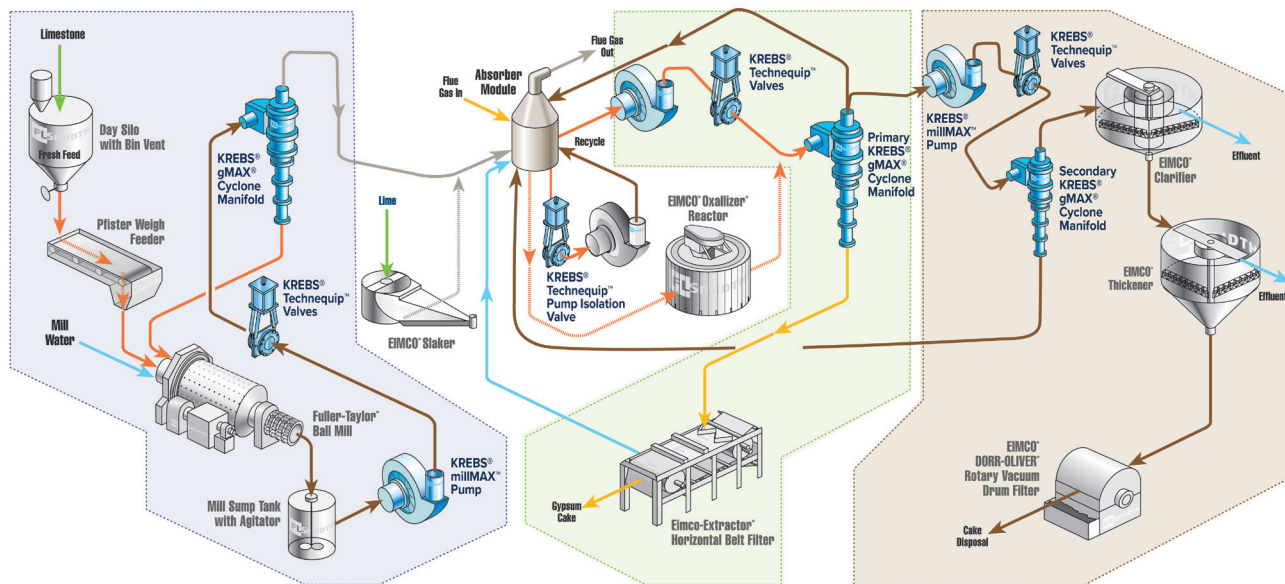 Limestone
Day Silo
with Bin Vent
Fresh Feed
Pfister Weigh
Feeder
Mill
Water
KREBS®
gMAX®
Cyclone
Manifold
KREBS®
Technequip™
Valves
Fuller-Taylor®
Ball Mill
Mill Sump Tank
with Agitator
KREBS®
millMAX™
Pump
Flue Gas
Out
Absorber
Module
Flue
Gas In
Recycle
Lime
EIMCO® Slaker
KREBS®
Technequip™
Pump Isolation
Valve
EIMCO® Oxallizer®
Reactor
KREBS®
Technequip™
Valves
Primary
KREBS®
gMAX®
Cyclone
Manifold
Gypsum
Cake
Eimco-Extractor®
Horizontal Belt Filter
KREBS®
millMAX™
Pump
KREBS®
Technequip™
Valves
Secondary
KREBS®
gMAX®
Cyclone
Manifold
EIMCO®
Clarifier
Effluent
EIMCO®
Thickener
Effluent
EIMCO®
DORR-OLIVER®
Rotary Vacuum
Drum Filter
Cake
Disposal